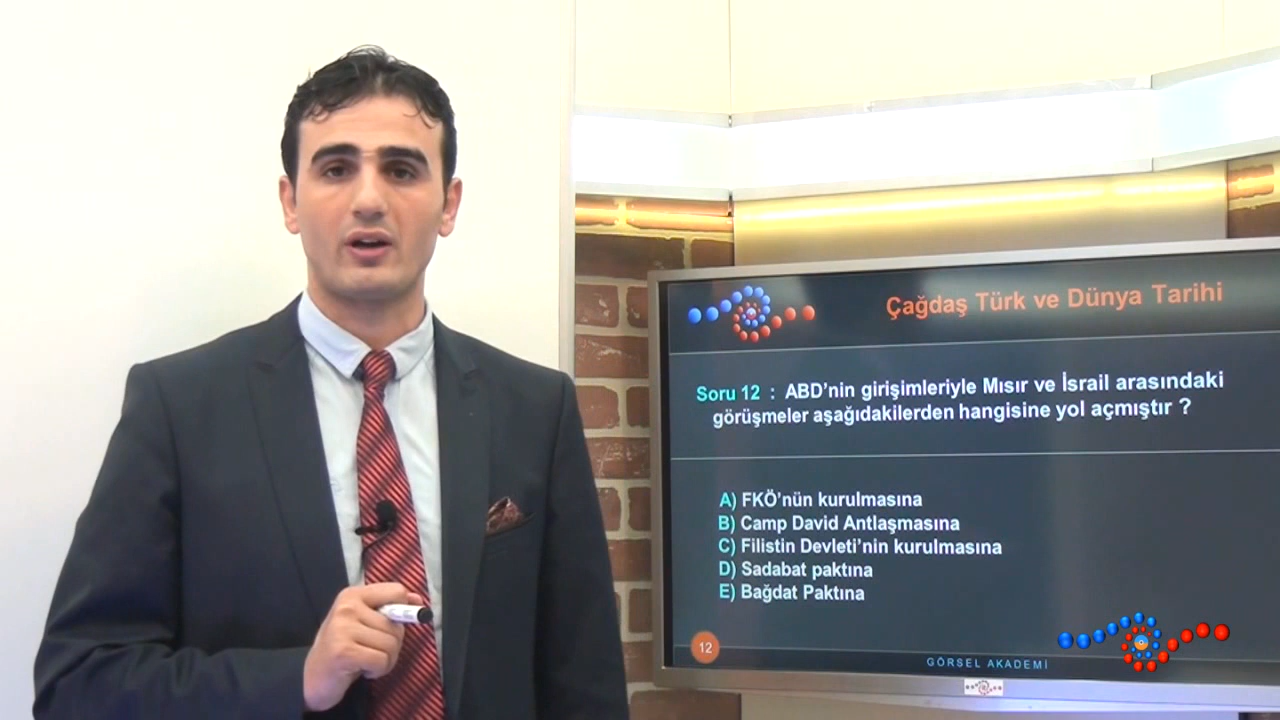 Çağdaş Türk ve Dünya Tarihi
Soru 12 : ABD’nin girişimleriyle Mısır ve İsrail arasındaki
görüşmeler aşağıdakilerden hangisine yol açmıştır ?
A) FKÖ’nün kurulmasına
B) Camp David Antlaşmasına
C) Filistin Devleti’nin kurulmasına
D) Sadabat paktına
E) Bağdat Paktına
12
GÖRSEL AKADEMİ